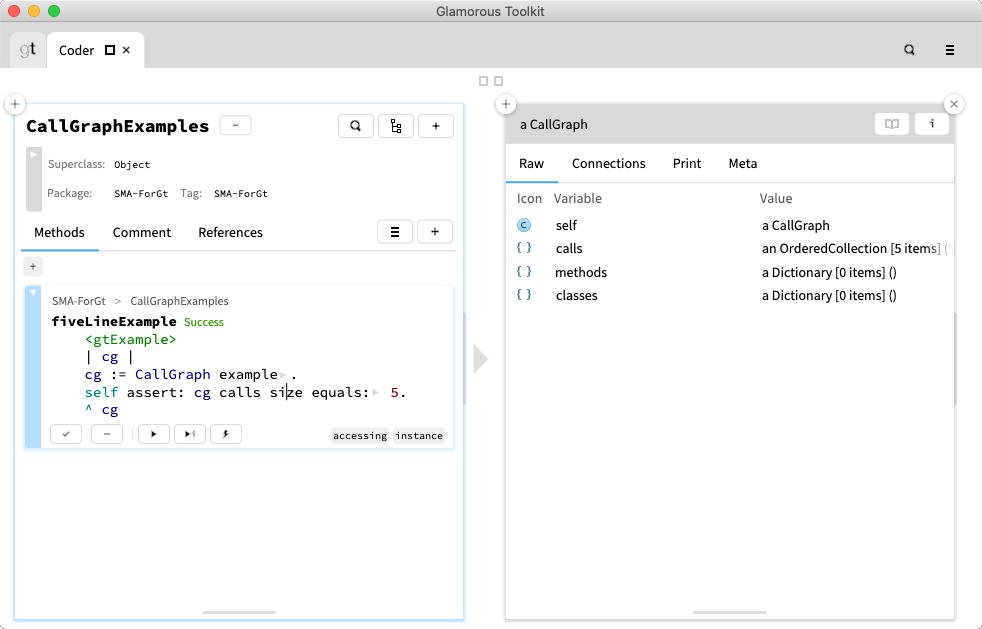 Glamorous Toolkit
gt
Coder
CallGraphExamples
Superclass: Object
Package: SMA-ForGt Tag: SMA-ForGt
Methods Comment References
SMA-ForGt > CallGraphExamples
fiveLineExample Success
<gtExample>
| cg |
cg := CallGraph example .
self assert: cg calls size equals: 5.
^ cg
accessing instance
a CallGraph
i
Raw Connections Print Meta
Icon Variable Value
C self a CallGraph
{ } calls an OrderedCollection [5 items] (
{ } methods a Dictionary [0 items] ()
{ } classes a Dictionary [0 items] ()